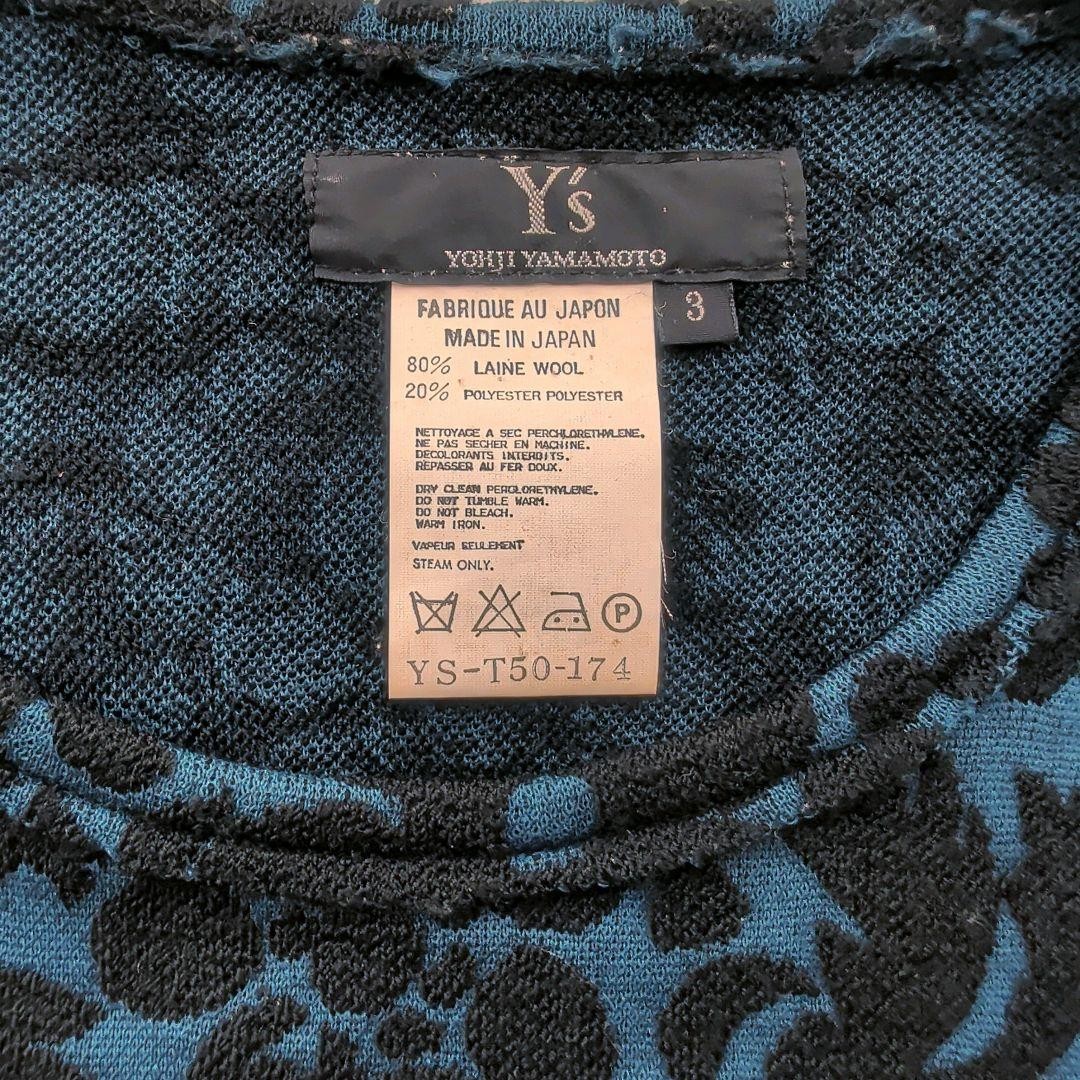 Y's
YOHJI YAMAMOTO
3
FABRIQUE AU JAPON
MADE IN JAPAN
80% LAINE WOOL
20% POLYESTER POLYESTER
NETTOYAGE A SEC PERCHLORETHYLENE.
NE PAS SECHER EN MACHINE.
DECOLORANTS INTERDITS.
REPASSER AU FER DOUX.
DRY CLEAN PERGLORETHYLENE.
DO NOT TUMBLE WARM.
DO NOT BLEACH.
WARM IRON.
VAPEUR SEULEMENT
STEAM ONLY.
P
YS-T50-174